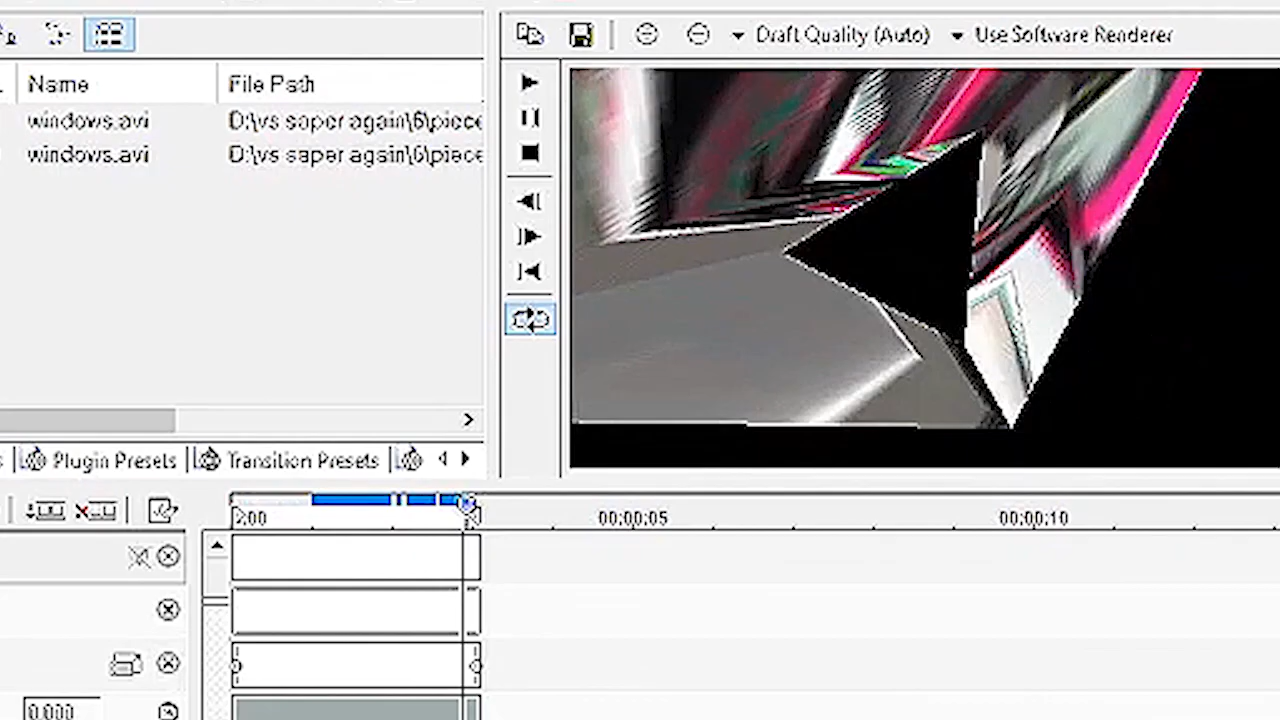 Draft Quality (Auto) Use Software Renderer
Name File Path
windows.avi D:\vs saper again\6\piece
windows.avi D:\vs saper again\6\piece
Plugin Presets Transition Presets
00:00:05 00:00:10
0.000